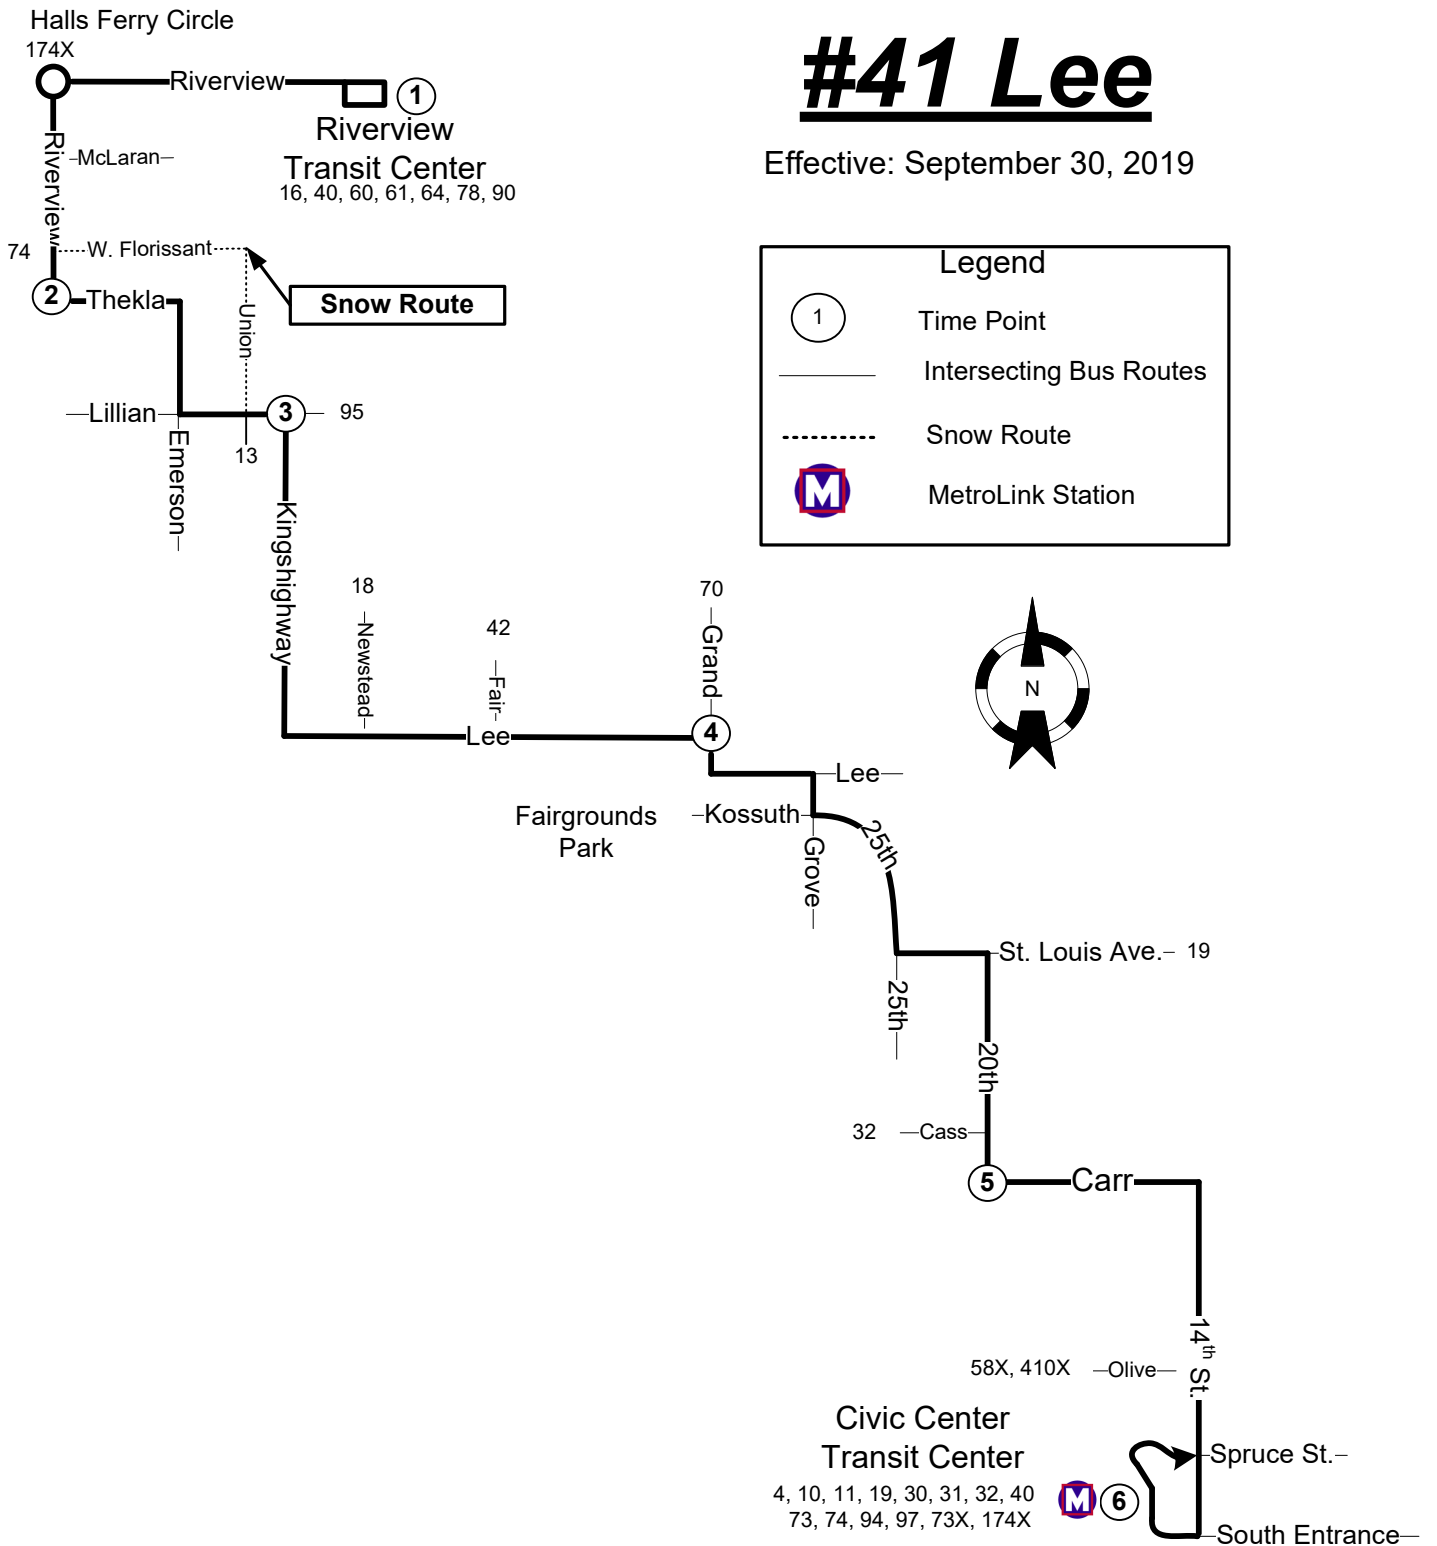 Halls Ferry Circle
174X
#41 Lee
Riverview
1
Riverview
Transit Center
16, 40, 60, 61, 64, 78, 90
Effective: September 30, 2019
Riverview
McLaran
74
W. Florissant
2
Thekla
Union
Snow Route
Legend
1
Time Point
Intersecting Bus Routes
Snow Route
M
MetroLink Station
Lillian
3
95
Emerson
13
Kingshighway
18
Newstead
42
Fair
70
Grand
N
Lee
4
Lee
Fairgrounds
Park
Kossuth
25th
Grove
St. Louis Ave.
19
25th
20th
32
Cass
5
Carr
14th St.
58X, 410X
Olive
Civic Center
Transit Center
4, 10, 11, 19, 30, 31, 32, 40
73, 74, 94, 97, 73X, 174X
M
6
Spruce St.
South Entrance